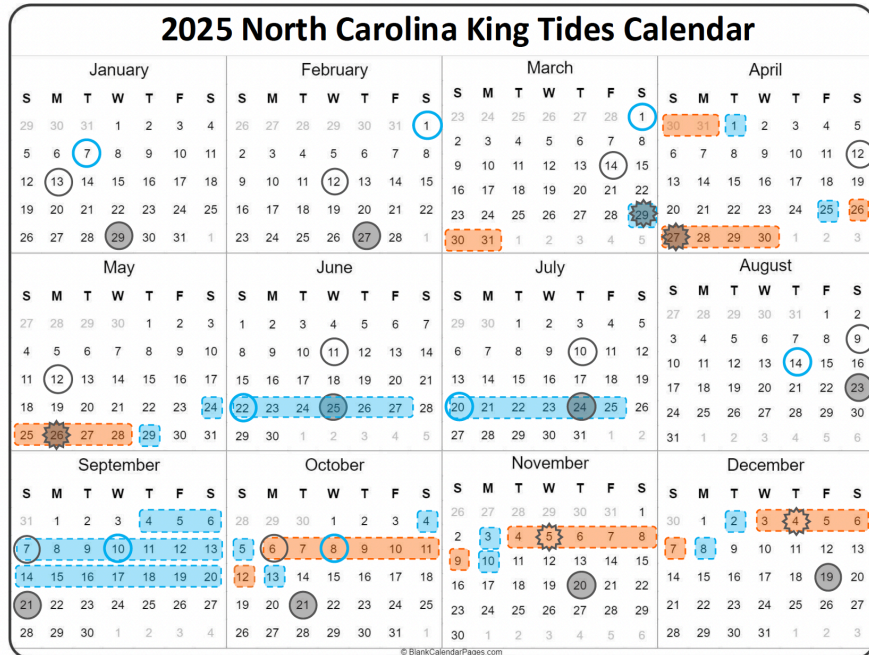 2025 North Carolina King Tides Calendar
January
S M T W T F S
29 30 31 1 2 3 4
5 6 7 8 9 10 11
12 13 14 15 16 17 18
19 20 21 22 23 24 25
26 27 28 29 30 31 1
February
S M T W T F S
26 27 28 29 30 31 1
2 3 4 5 6 7 8
9 10 11 12 13 14 15
16 17 18 19 20 21 22
23 24 25 26 27 28 1
March
S M T W T F S
23 24 25 26 27 28 1
2 3 4 5 6 7 8
9 10 11 12 13 14 15
16 17 18 19 20 21 22
23 24 25 26 27 28 29
30 31 1 2 3 4 5
April
S M T W T F S
30 31 1 2 3 4 5
6 7 8 9 10 11 12
13 14 15 16 17 18 19
20 21 22 23 24 25 26
27 28 29 30 1 2 3
May
S M T W T F S
27 28 29 30 1 2 3
4 5 6 7 8 9 10
11 12 13 14 15 16 17
18 19 20 21 22 23 24
25 26 27 28 29 30 31
June
S M T W T F S
1 2 3 4 5 6 7
8 9 10 11 12 13 14
15 16 17 18 19 20 21
22 23 24 25 26 27 28
29 30 1 2 3 4 5
July
S M T W T F S
29 30 1 2 3 4 5
6 7 8 9 10 11 12
13 14 15 16 17 18 19
20 21 22 23 24 25 26
27 28 29 30 31 1 2
August
S M T W T F S
27 28 29 30 31 1 2
3 4 5 6 7 8 9
10 11 12 13 14 15 16
17 18 19 20 21 22 23
24 25 26 27 28 29 30
31 1 2 3 4 5 6
September
S M T W T F S
31 1 2 3 4 5 6
7 8 9 10 11 12 13
14 15 16 17 18 19 20
21 22 23 24 25 26 27
28 29 30 1 2 3 4
October
S M T W T F S
28 29 30 1 2 3 4
5 6 7 8 9 10 11
12 13 14 15 16 17 18
19 20 21 22 23 24 25
26 27 28 29 30 31 1
November
S M T W T F S
26 27 28 29 30 31 1
2 3 4 5 6 7 8
9 10 11 12 13 14 15
16 17 18 19 20 21 22
23 24 25 26 27 28 29
30 1 2 3 4 5 6
December
S M T W T F S
30 1 2 3 4 5 6
7 8 9 10 11 12 13
14 15 16 17 18 19 20
21 22 23 24 25 26 27
28 29 30 31 1 2 3
© BlankCalendarPages.com